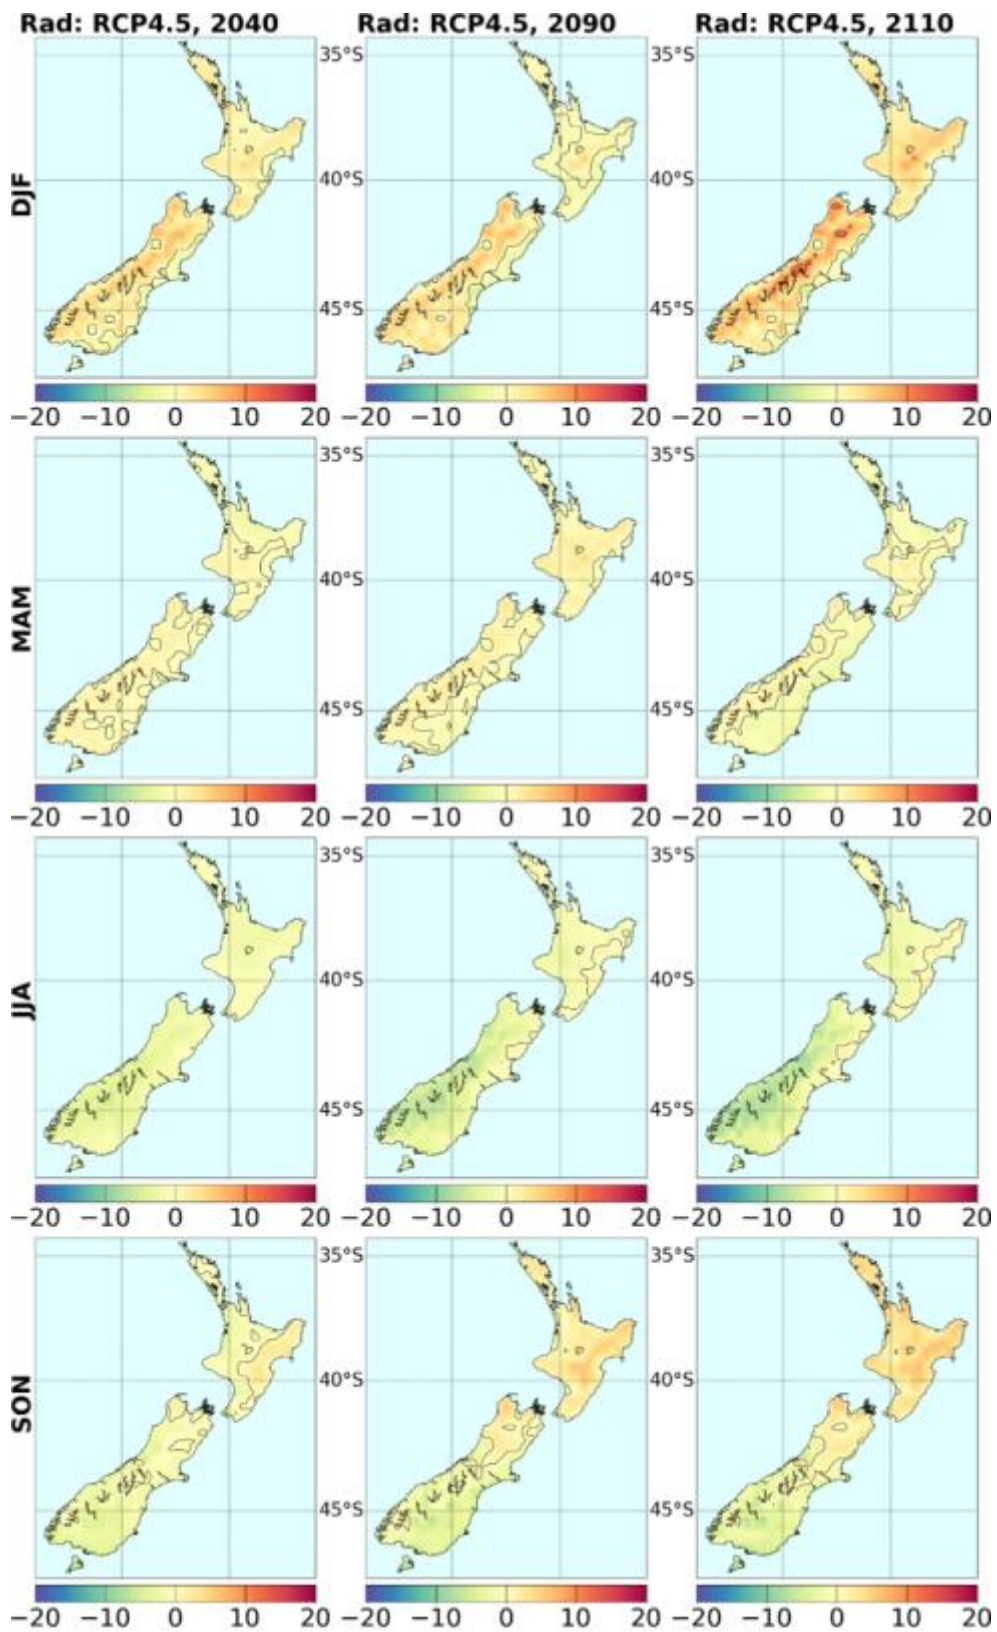 Rad: RCP4.5, 2040 Rad: RCP4.5, 2090 Rad: RCP4.5, 2110
35°S 35°S
DJF 40°S 40°S
45°S 45°S
−20 −10 0 10 20 −20 −10 0 10 20 −20 −10 0 10 20
35°S 35°S
MAM 40°S 40°S
45°S 45°S
−20 −10 0 10 20 −20 −10 0 10 20 −20 −10 0 10 20
35°S 35°S
JJA 40°S 40°S
45°S 45°S
−20 −10 0 10 20 −20 −10 0 10 20 −20 −10 0 10 20
35°S 35°S
SON 40°S 40°S
45°S 45°S
−20 −10 0 10 20 −20 −10 0 10 20 −20 −10 0 10 20